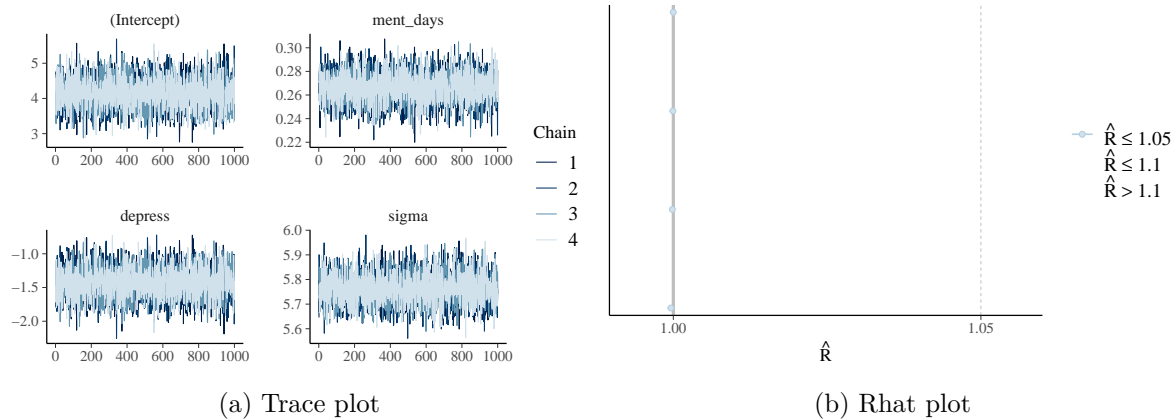 (Intercept)
ment_days
5
4
3
0.30
0.28
0.26
0.24
0.22
0 200 400 600 800 1000
0 200 400 600 800 1000
depress
sigma
−1.0
−1.5
−2.0
6.0
5.9
5.8
5.7
5.6
0 200 400 600 800 1000
0 200 400 600 800 1000
Chain
1
2
3
4
(a) Trace plot
1.00
1.05
R̂
R̂ ≤ 1.05
R̂ ≤ 1.1
R̂ > 1.1
(b) Rhat plot